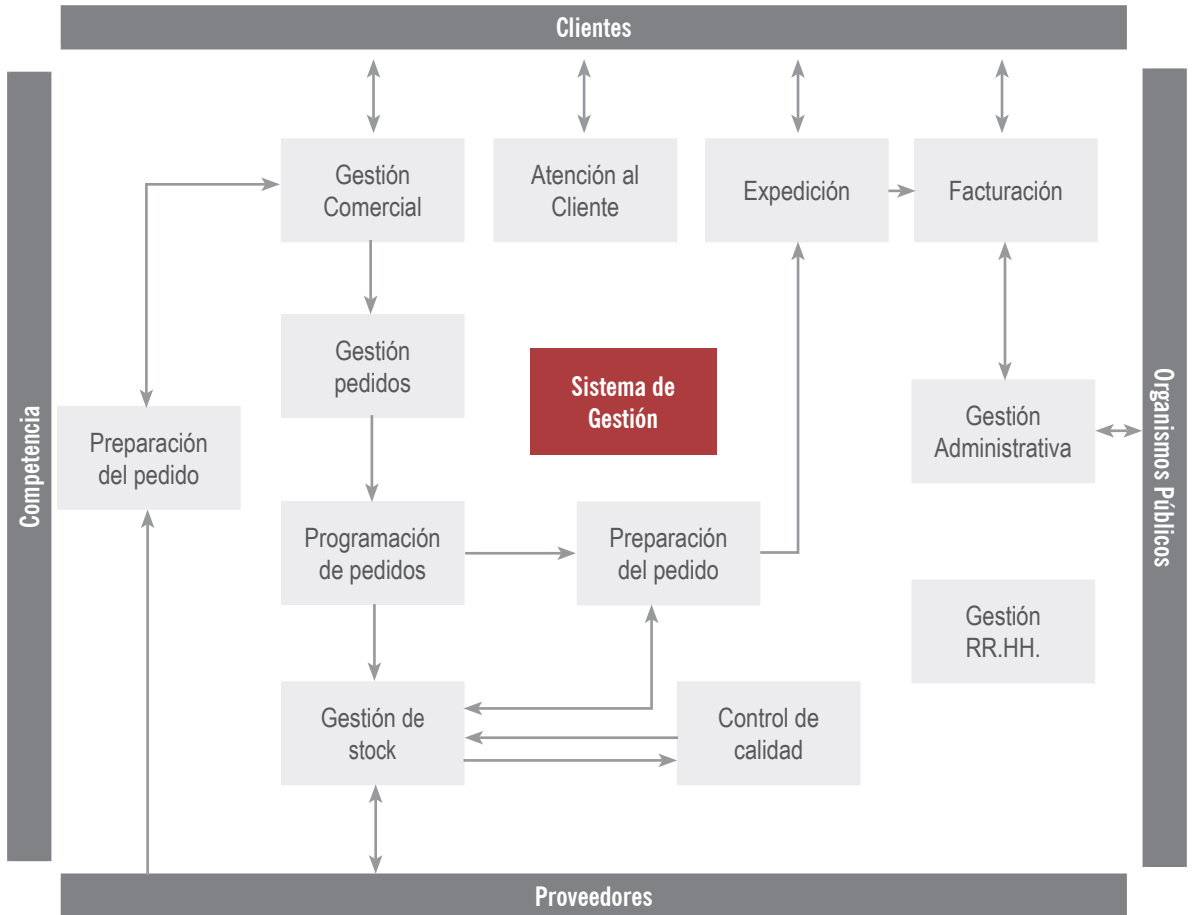 Clientes
Competencia
Organismos Públicos
Gestión
Comercial
Atención al
Cliente
Expedición
Facturación
Gestión
pedidos
Sistema de
Gestión
Gestión
Administrativa
Preparación
del pedido
Programación
de pedidos
Preparación
del pedido
Gestión
RR.HH.
Gestión de
stock
Control de
calidad
Proveedores